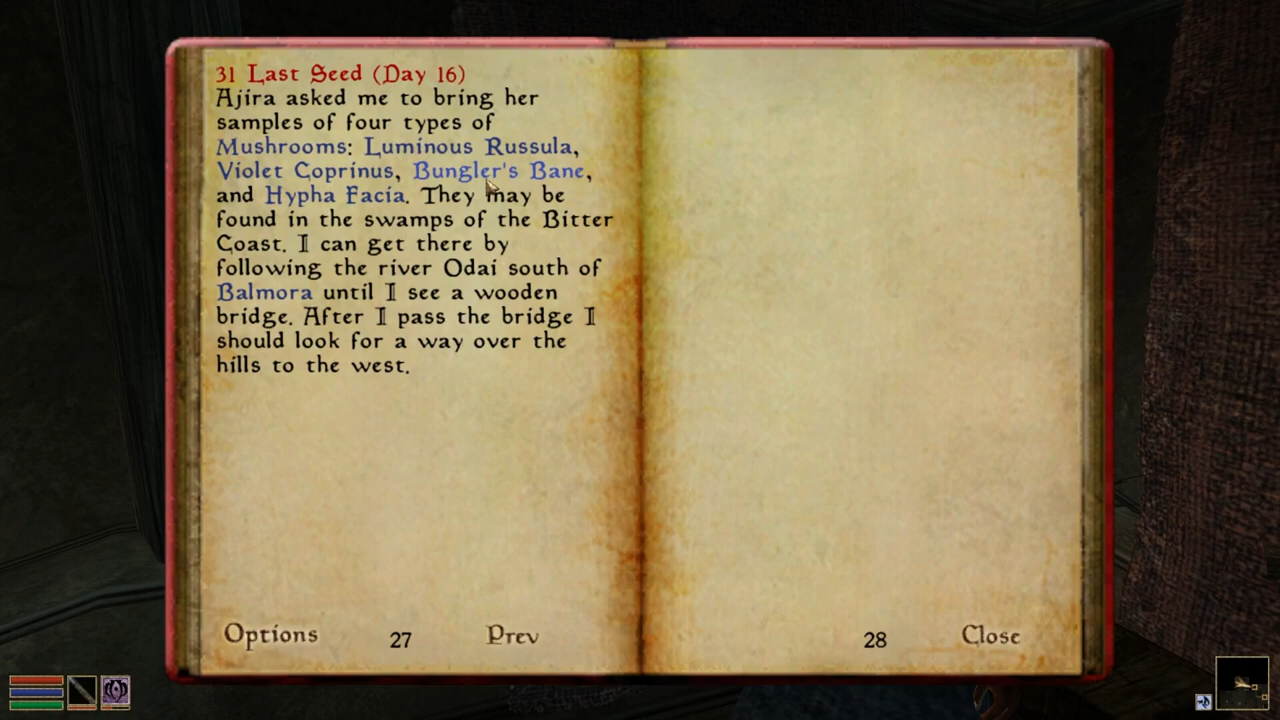 31 Last Seed (Day 16)
Ajira asked me to bring her
samples of four types of
Mushrooms: Luminous Russula,
Violet Coprinus, Bungler's Bane,
and Hypha Facia. They may be
found in the swamps of the Bitter
Coast. I can get there by
following the river Odai south of
Balmora until I see a wooden
bridge. After I pass the bridge I
should look for a way over the
hills to the west.
Options 27 Prev 28 Close